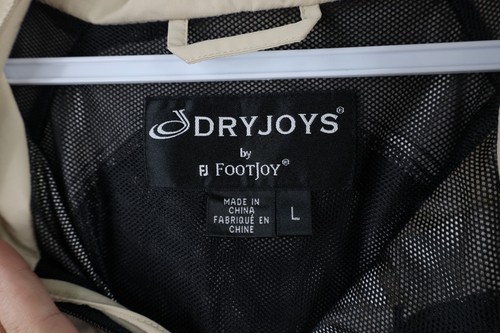 DRYJOYS®
by
FJ FOOTJOY®
MADE IN
CHINA
FABRIQUÉ EN
CHINE
L